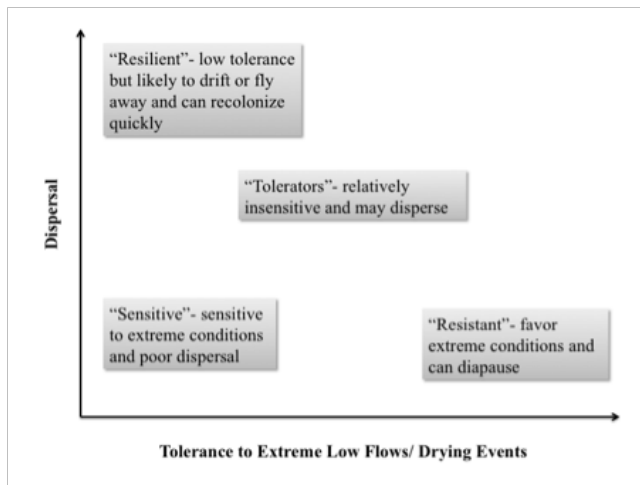 “Resilient”- low tolerance
but likely to drift or fly
away and can recolonize
quickly
“Tolerators”- relatively
insensitive and may disperse
Dispersal
“Sensitive”- sensitive
to extreme conditions
and poor dispersal
“Resistant”- favor
extreme conditions and
can diapause
Tolerance to Extreme Low Flows/ Drying Events